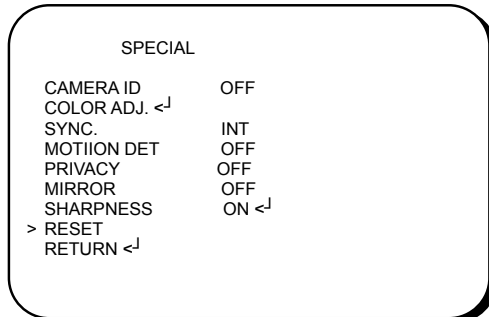 SPECIAL
CAMERA ID OFF
COLOR ADJ. <┘
SYNC. INT
MOTIION DET OFF
PRIVACY OFF
MIRROR OFF
SHARPNESS ON <┘
> RESET
RETURN <┘